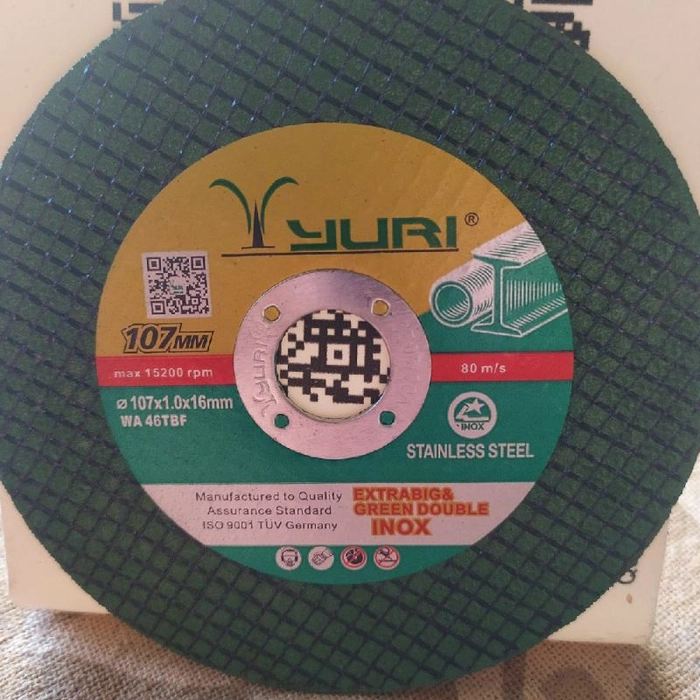 YURI®
107MM
max 15200 rpm
80 m/s
YURI
ø 107x1.0x16mm
WA 46TBF
INOX
STAINLESS STEEL
Manufactured to Quality
Assurance Standard
ISO 9001 TÜV Germany
EXTRABIG&
GREEN DOUBLE
INOX